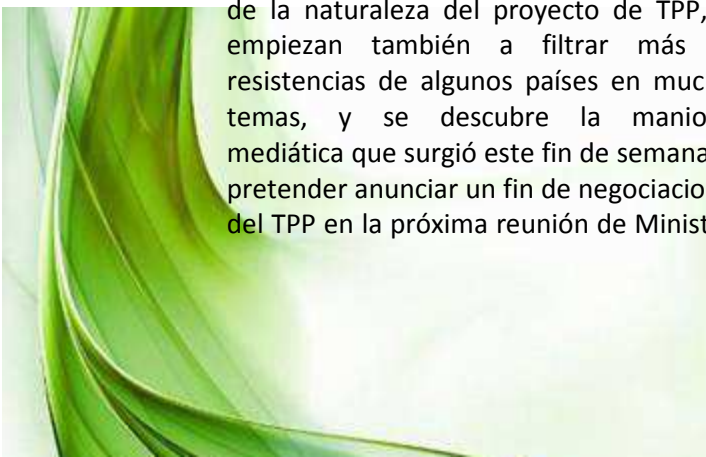 de la naturaleza del proyecto de TPP,
empiezan también a filtrar más
resistencias de algunos países en muc
temas, y se descubre la manio
mediática que surgió este fin de semana
pretender anunciar un fin de negociacio
del TPP en la próxima reunión de Minist